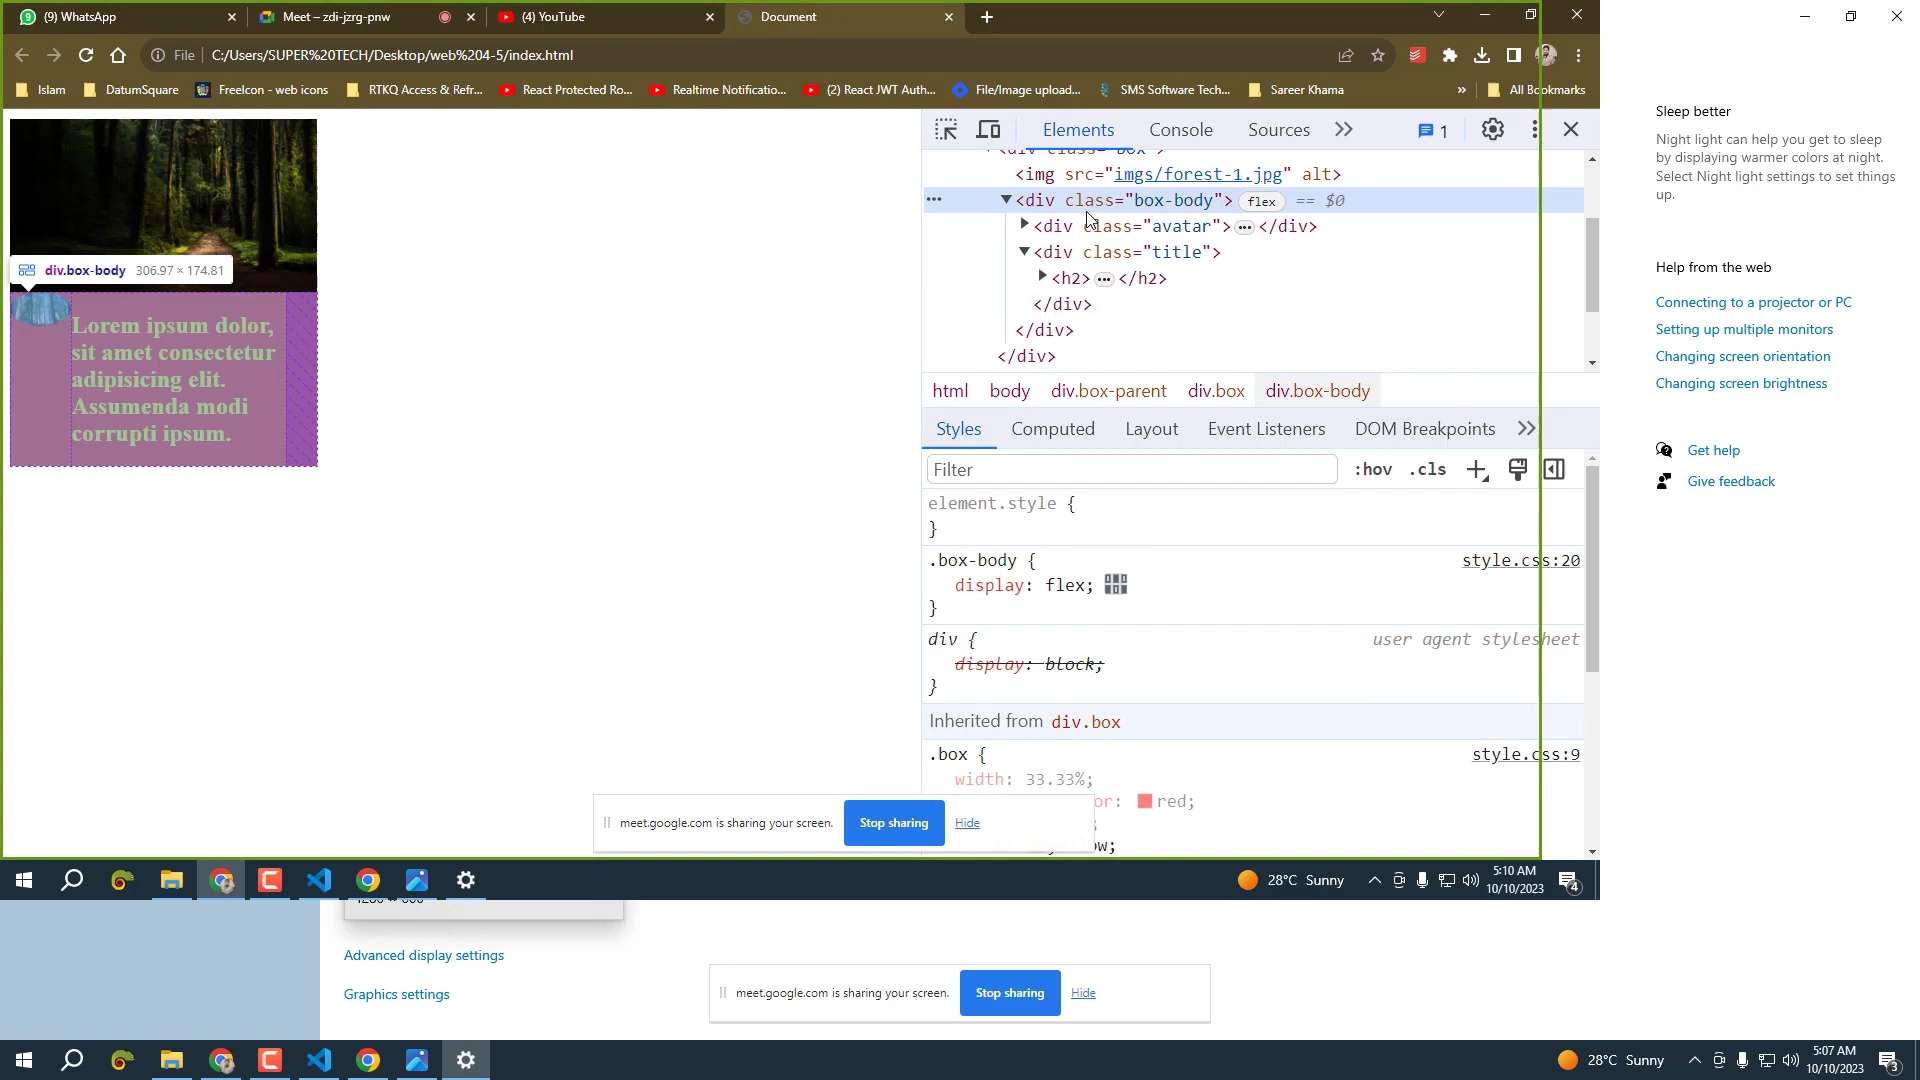 (9) WhatsApp
Meet – zdi-jzrg-pnw
(4) YouTube
Document
File
C:/Users/SUPER%20TECH/Desktop/web%204-5/index.html
Islam
DatumSquare
FreeIcon - web icons
RTKQ Access & Refr...
React Protected Ro...
Realtime Notificatio...
(2) React JWT Auth...
File/Image upload...
SMS Software Tech...
Sareer Khama
»
All Bookmarks
div.box-body 306.97 × 174.81
Lorem ipsum dolor,
sit amet consectetur
adipisicing elit.
Assumenda modi
corrupti ipsum.
Elements
Console
Sources
1
<div class="box">
<img src="imgs/forest-1.jpg" alt>
<div class="box-body"> flex == $0
<div class="avatar"> ... </div>
<div class="title">
<h2> ... </h2>
</div>
</div>
</div>
html
body
div.box-parent
div.box
div.box-body
Styles
Computed
Layout
Event Listeners
DOM Breakpoints
Filter
:hov
.cls
element.style {
}
.box-body {
style.css:20
display: flex;
}
div {
user agent stylesheet
display: block;
}
Inherited from div.box
.box {
style.css:9
width: 33.33%;
or: red;
ow;
meet.google.com is sharing your screen.
Stop sharing
Hide
28°C Sunny
5:10 AM
10/10/2023
4
Sleep better
Night light can help you get to sleep
by displaying warmer colors at night.
Select Night light settings to set things
up.
Help from the web
Connecting to a projector or PC
Setting up multiple monitors
Changing screen orientation
Changing screen brightness
Get help
Give feedback
Advanced display settings
Graphics settings
meet.google.com is sharing your screen.
Stop sharing
Hide
28°C Sunny
5:07 AM
10/10/2023
3